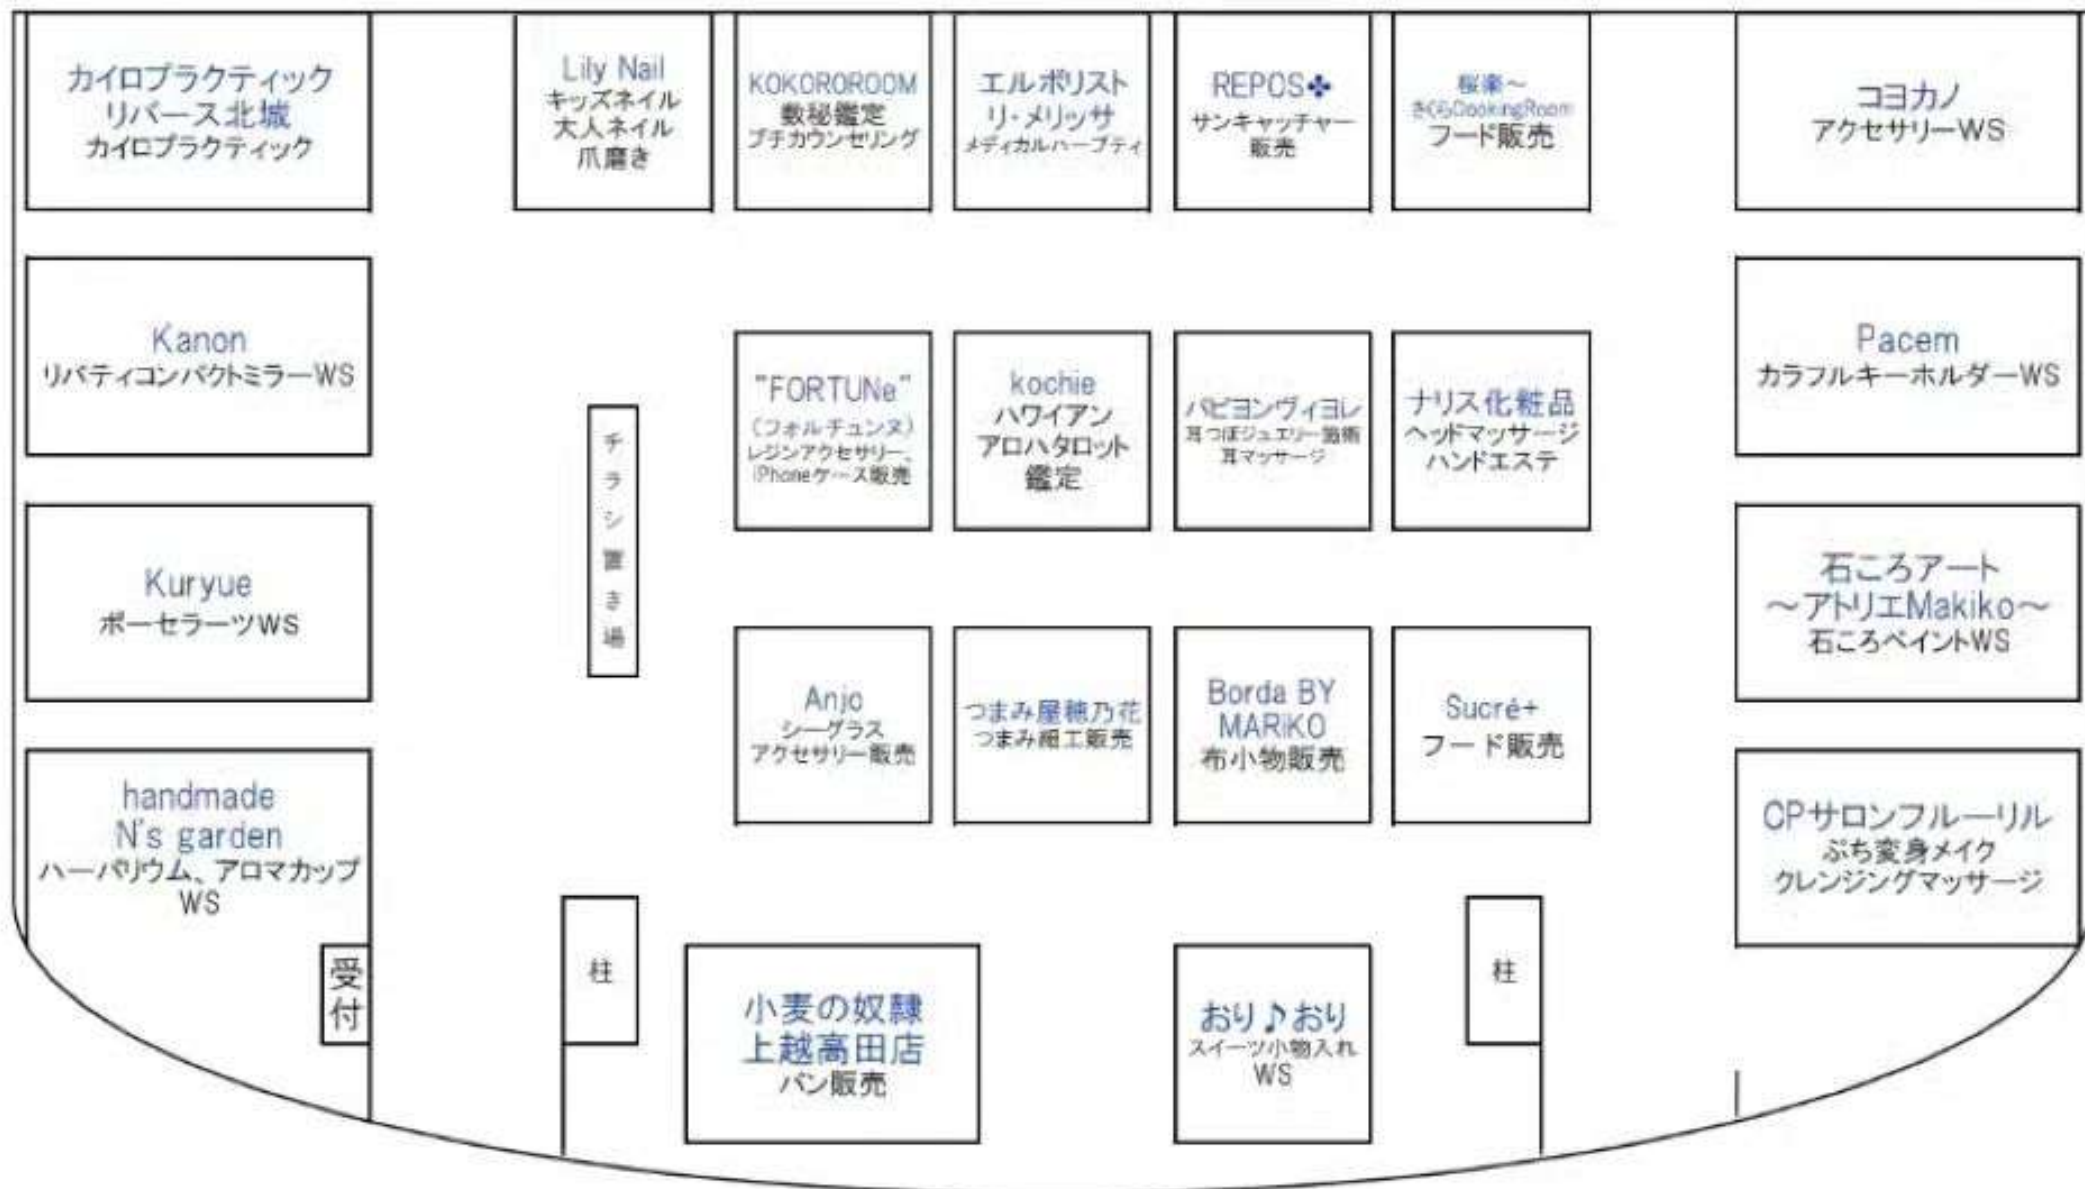 カイロプラクティック
リバース北城
カイロプラクティック
Lily Nail
キッズネイル
大人ネイル
爪磨き
KOKOROROOM
数秘鑑定
プチカウンセリング
エルボリスト
リ・メリッサ
メディカルハーブティ
REPOS✤
サンキャッチャー
販売
桜楽～
さくらCookingRoom
フード販売
コヨカノ
アクセサリーWS
Kanon
リバティコンパクトミラーWS
"FORTUNe"
(フォルチュンヌ)
レジンアクセサリー、
iPhoneケース販売
kochie
ハワイアン
アロハタロット
鑑定
パピヨンヴィヨレ
耳つぼジュエリー施術
耳マッサージ
ナリス化粧品
ヘッドマッサージ
ハンドエステ
Pacem
カラフルキーホルダーWS
チラシ置き場
Kuryue
ポーセラーツWS
石ころアート
～アトリエMakiko～
石ころペイントWS
Anjo
シーグラス
アクセサリー販売
つまみ屋穂乃花
つまみ細工販売
Borda BY
MARiKO
布小物販売
Sucré+
フード販売
handmade
N's garden
ハーバリウム、アロマカップ
WS
CPサロンフルーリル
ぷち変身メイク
クレンジングマッサージ
受付
柱
小麦の奴隷
上越高田店
パン販売
おり♪おり
スイーツ小物入れ
WS
柱